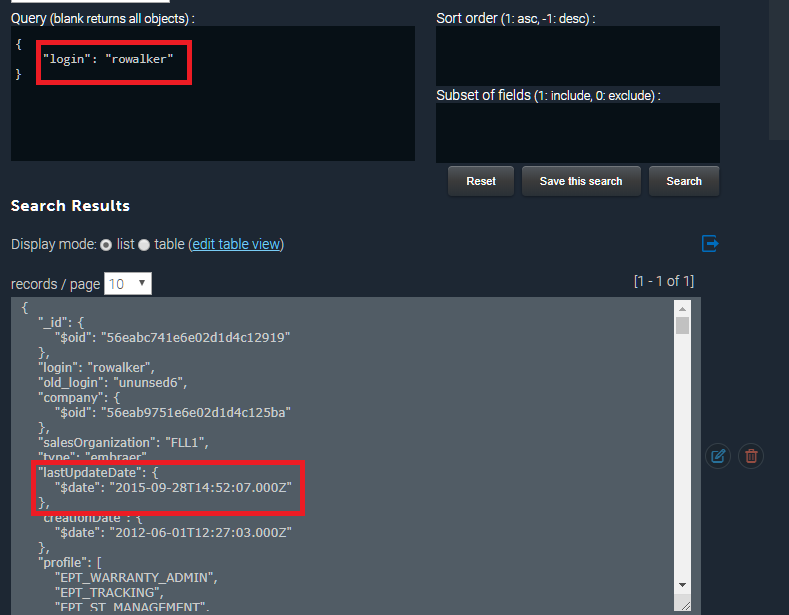 Query (blank returns all objects) :
{
"login": "rowalker"
}
Sort order (1: asc, -1: desc) :
Subset of fields (1: include, 0: exclude) :
Reset Save this search Search
Search Results
Display mode: list table (edit table view)
records / page 10 [1 - 1 of 1]
{
"_id": {
"$oid": "56eabc741e6e02d1d4c12919"
},
"login": "rowalker",
"old_login": "ununsed6",
"company": {
"$oid": "56eab9751e6e02d1d4c125ba"
},
"salesOrganization": "FLL1",
"type": "embraer",
"lastUpdateDate": {
"$date": "2015-09-28T14:52:07.000Z"
},
"creationDate": {
"$date": "2012-06-01T12:27:03.000Z"
},
"profile": [
"EPT_WARRANTY_ADMIN",
"EPT_TRACKING",
"EPT_ST_MANAGEMENT",